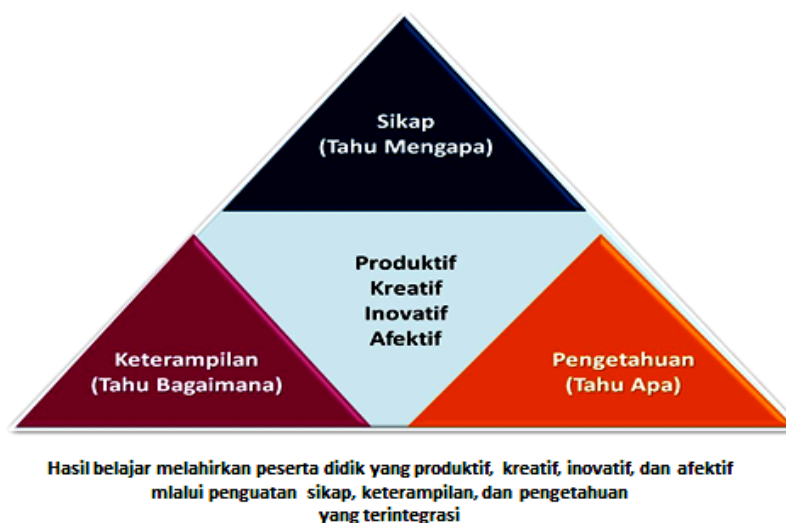 Sikap
(Tahu Mengapa)
Produktif
Kreatif
Inovatif
Afektif
Keterampilan
(Tahu Bagaimana)
Pengetahuan
(Tahu Apa)
Hasil belajar melahirkan peserta didik yang produktif, kreatif, inovatif, dan afektif
mlalui penguatan sikap, keterampilan, dan pengetahuan
yang terintegrasi